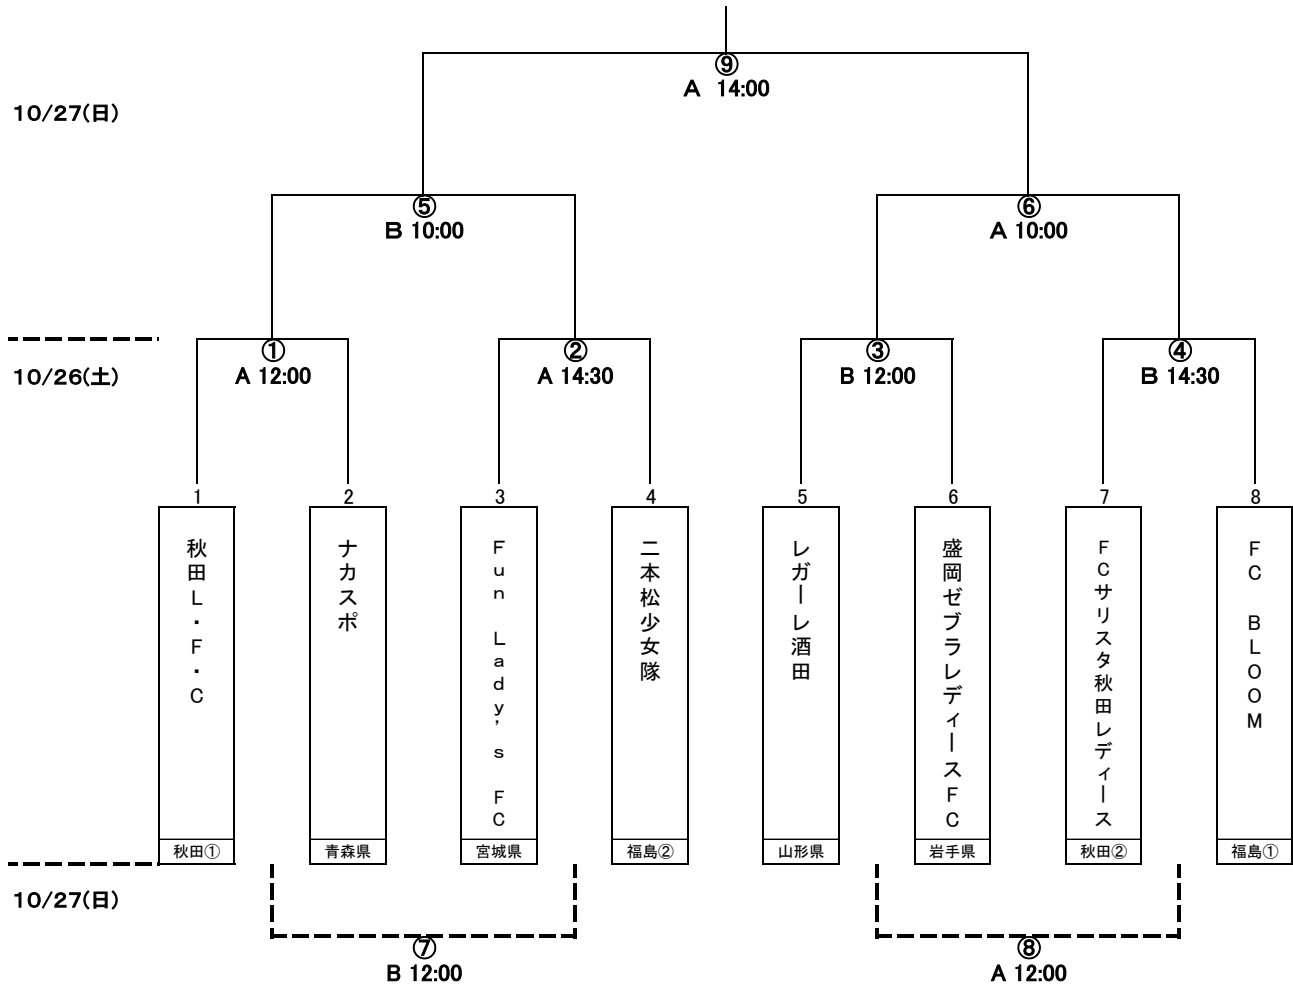 ⑨
A 14:00
10/27(日)
⑤
B 10:00
⑥
A 10:00
①
A 12:00
②
A 14:30
③
B 12:00
④
B 14:30
10/26(土)
1
2
3
4
5
6
7
8
秋田L・F・C
ナカスポ
Fun Lady's FC
二本松少女隊
レガーレ酒田
盛岡ゼブラレディースFC
FCサリスタ秋田レディース
FC BLOOM
秋田①
青森県
宮城県
福島②
山形県
岩手県
秋田②
福島①
10/27(日)
⑦
B 12:00
⑧
A 12:00